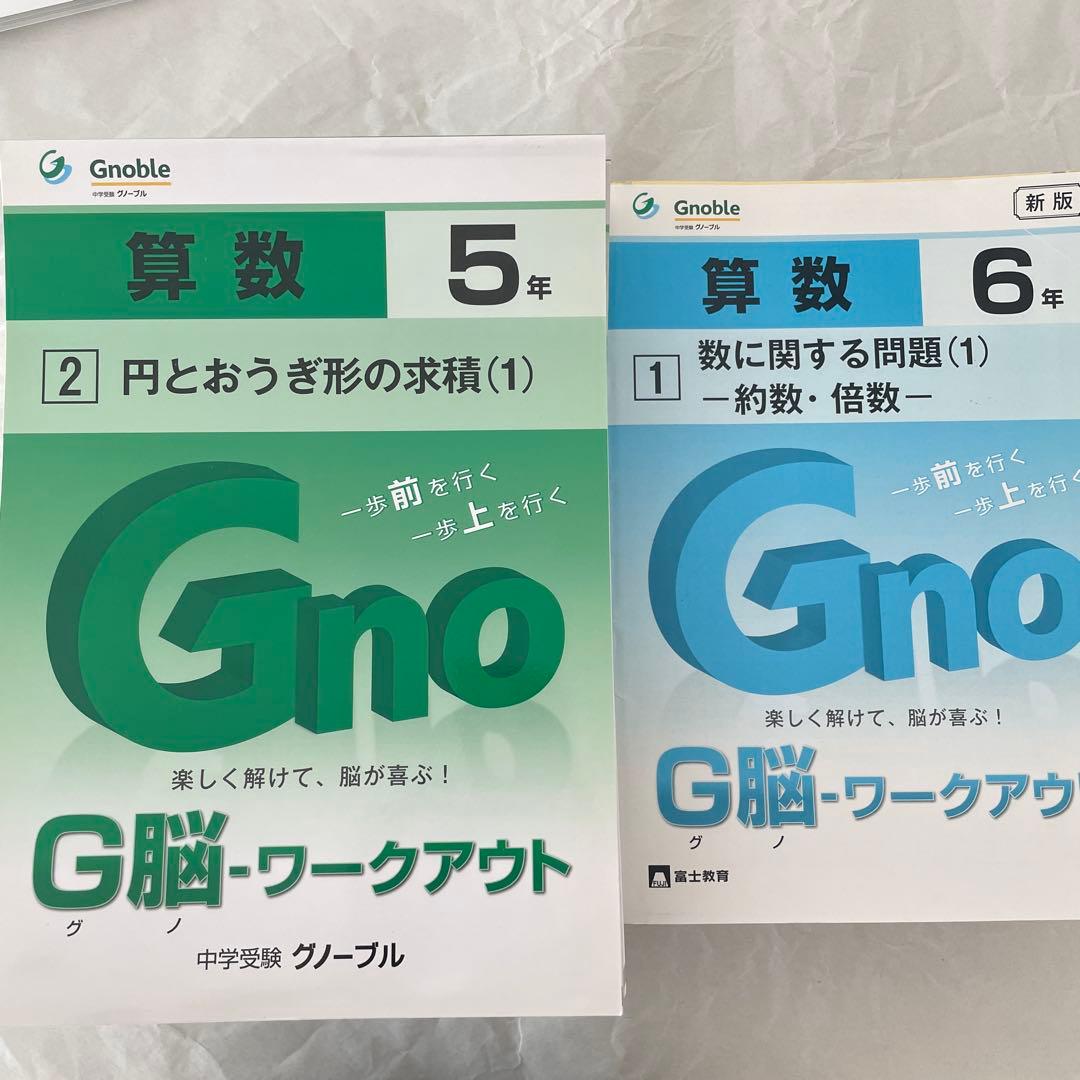 Gnoble
中学受験 グノーブル
算数
5年
2 円とおうぎ形の求積(1)
一歩前を行く
一歩上を行く
Gno
楽しく解けて、脳が喜ぶ!
G脳-ワークアウト
グ ノ
中学受験 グノーブル
Gnoble
中学受験 グノーブル
新版
算数
6年
1 数に関する問題(1)
－約数・倍数－
一歩前を行く
一歩上を行く
Gno
楽しく解けて、脳が喜ぶ!
G脳-ワークアウ
グ ノ
FUJI 富士教育